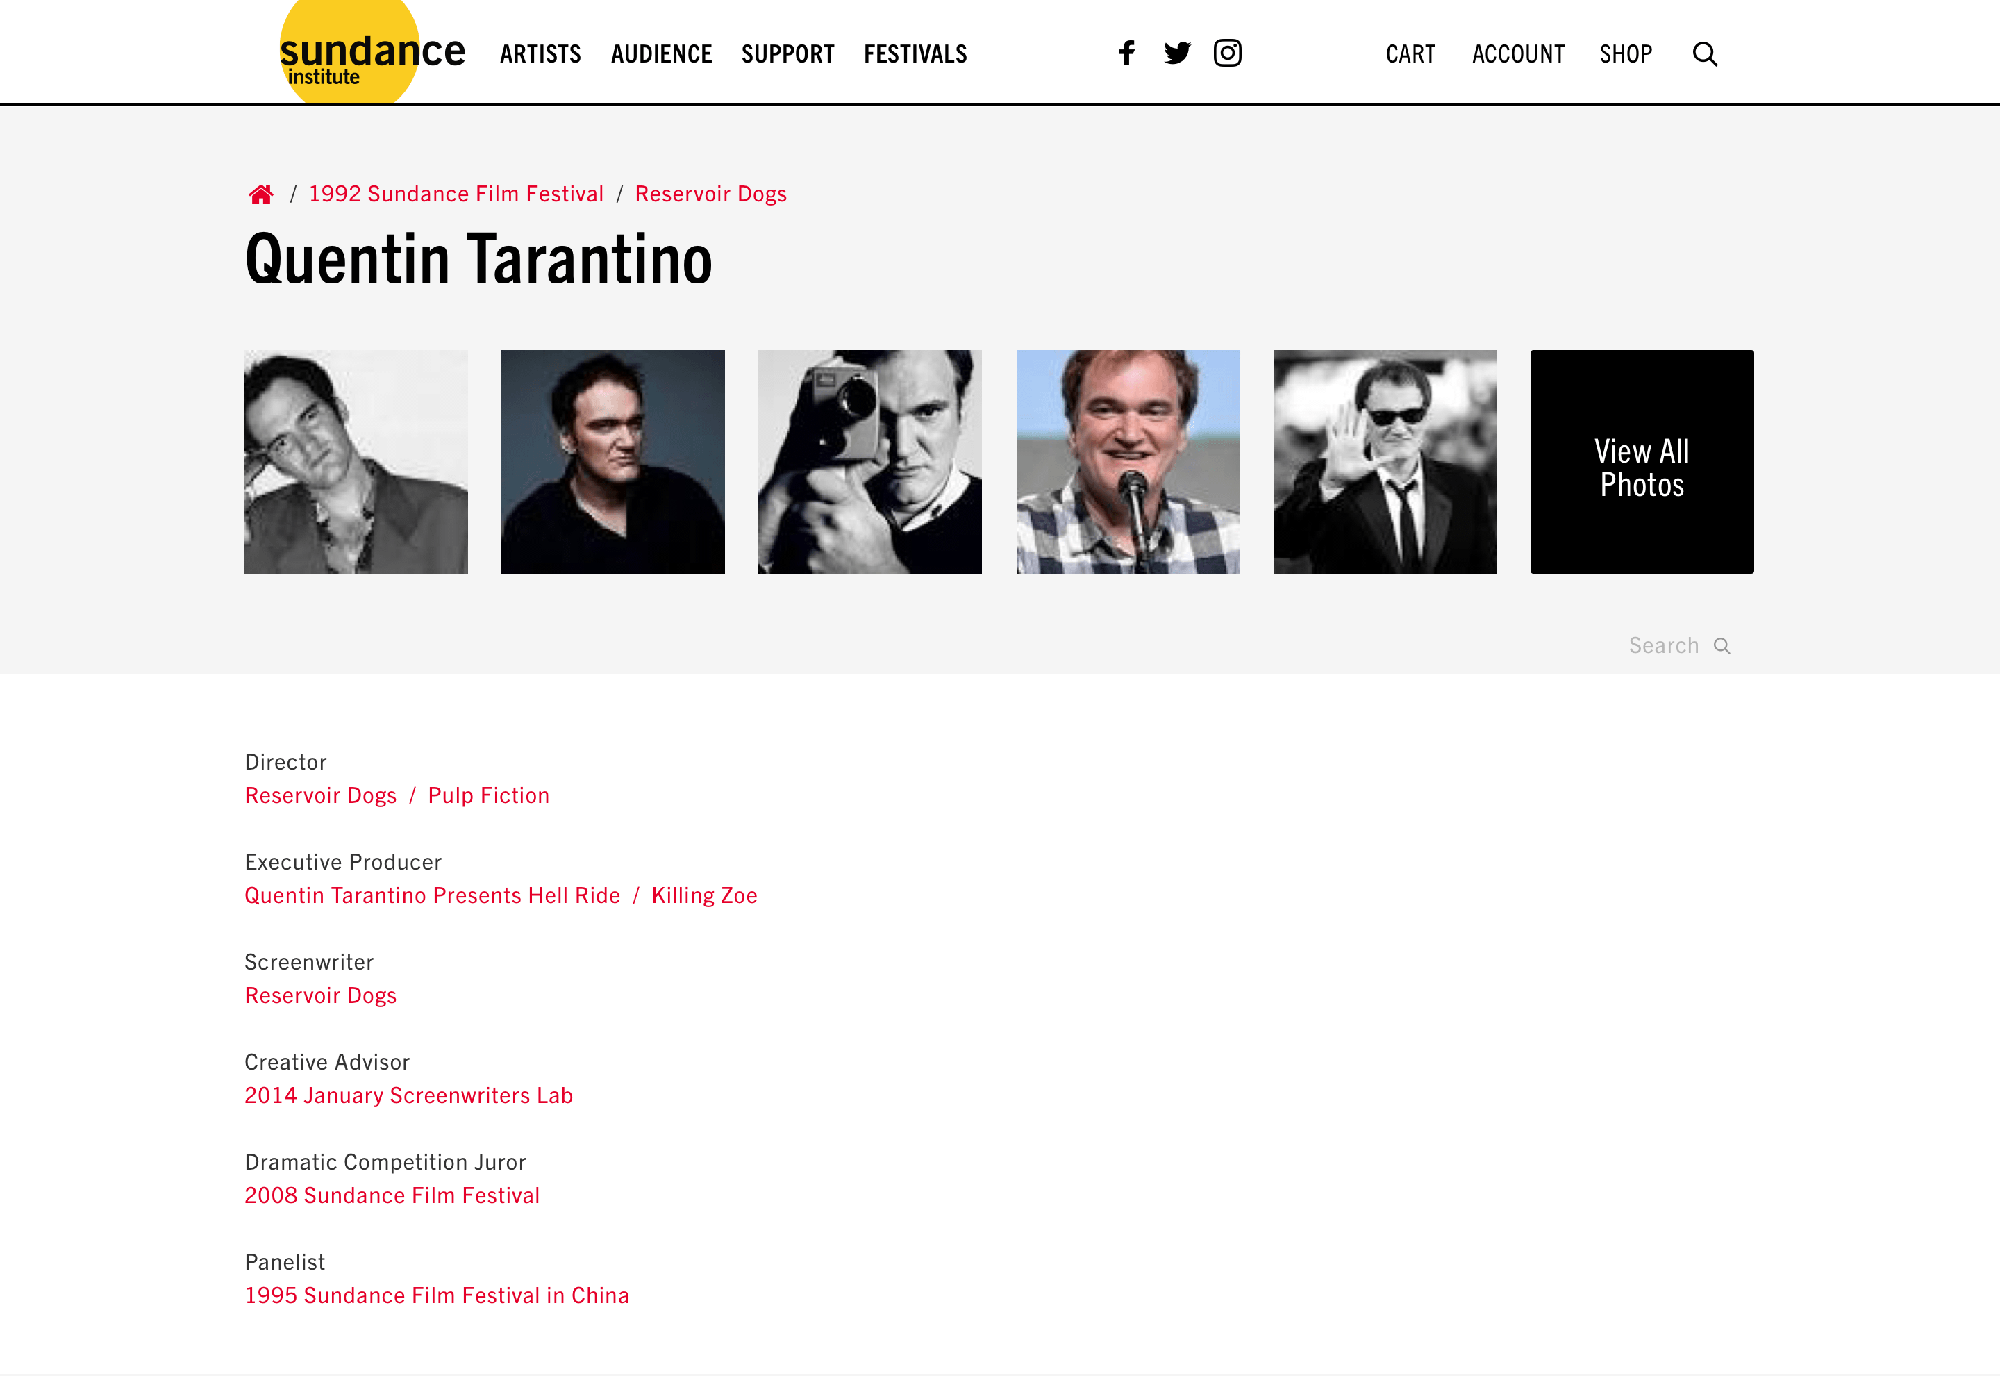 sundance
institute
ARTISTS AUDIENCE SUPPORT FESTIVALS
CART ACCOUNT SHOP
/ 1992 Sundance Film Festival / Reservoir Dogs
Quentin Tarantino
View All
Photos
Search
Director
Reservoir Dogs / Pulp Fiction
Executive Producer
Quentin Tarantino Presents Hell Ride / Killing Zoe
Screenwriter
Reservoir Dogs
Creative Advisor
2014 January Screenwriters Lab
Dramatic Competition Juror
2008 Sundance Film Festival
Panelist
1995 Sundance Film Festival in China